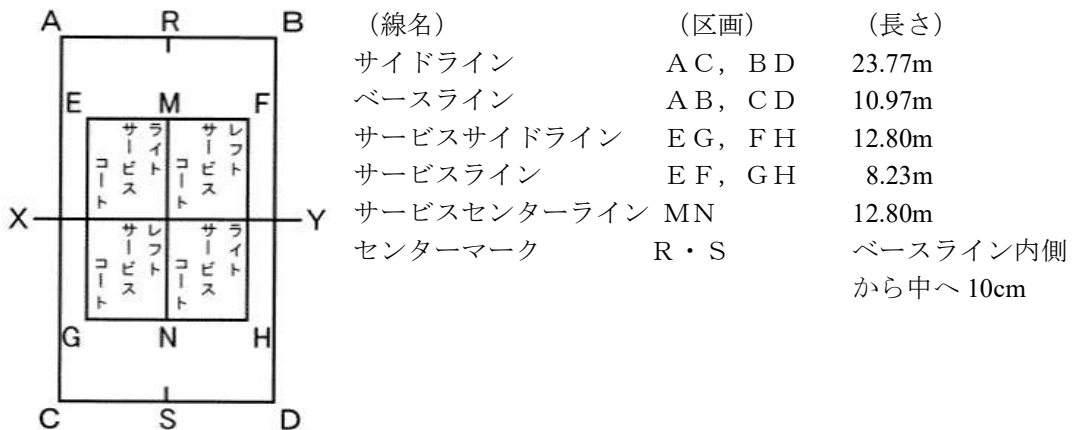 A R B
E M F
ライト
サービス
コート
レフト
サービス
コート
X Y
レフト
サービス
コート
ライト
サービス
コート
G N H
C S D
（線名） （区画） （長さ）
サイドライン ＡＣ，ＢＤ 23.77m
ベースライン ＡＢ，ＣＤ 10.97m
サービスサイドライン ＥＧ，ＦＨ 12.80m
サービスライン ＥＦ，ＧＨ 8.23m
サービスセンターライン ＭＮ 12.80m
センターマーク Ｒ・Ｓ ベースライン内側
から中へ 10cm